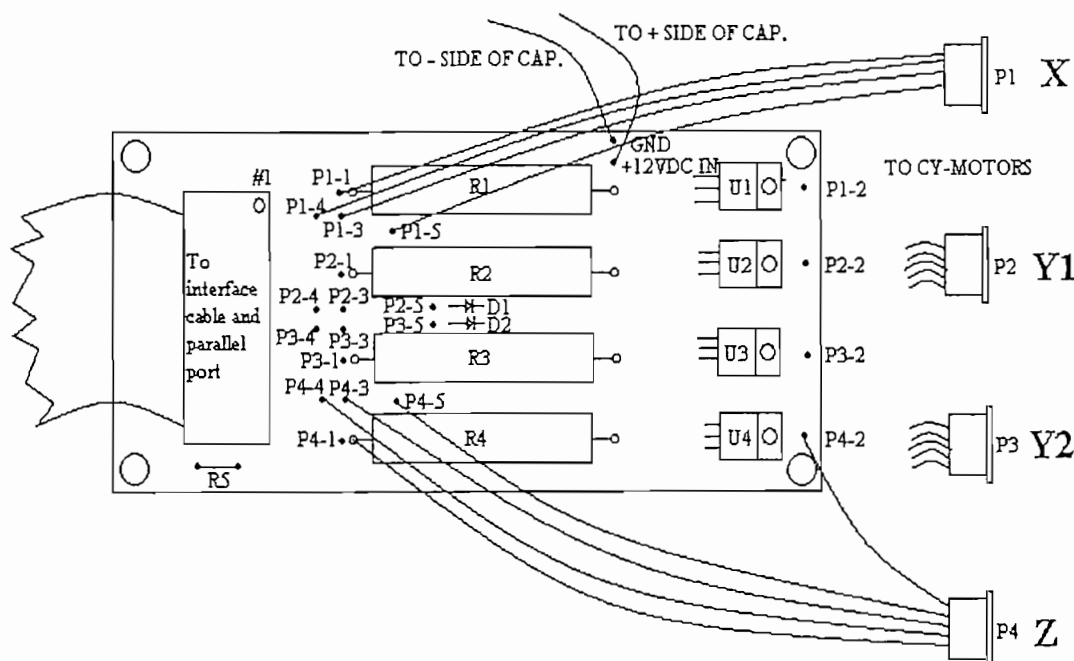 TO + SIDE OF CAP.
TO - SIDE OF CAP.
P1 X
GND
+12VDC IN
TO CY-MOTORS
#1
P1-1
R1
U1
P1-2
P1-4
P1-3
P1-5
To
interface
cable and
parallel
port
P2-1
R2
U2
P2-2
P2 Y1
P2-4
P2-3
P2-5
D1
P3-4
P3-3
P3-5
D2
P3-1
R3
U3
P3-2
P4-4
P4-3
P4-5
P4-1
R4
U4
P4-2
P3 Y2
R5
P4 Z